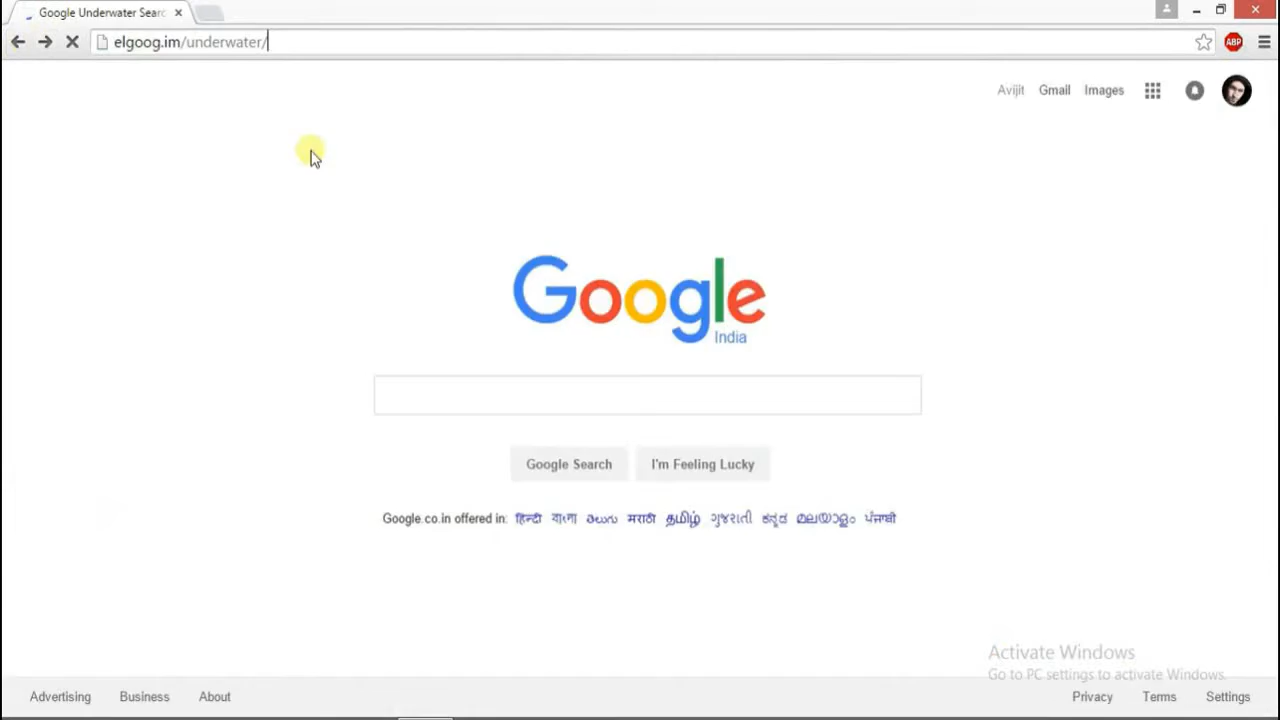 Google Underwater Searc
elgoog.im/underwater/
ABP
Avijit Gmail Images
Google
India
Google Search I'm Feeling Lucky
Google.co.in offered in: हिन्दी বাংলা తెలుగు मराठी தமிழ் ગુજરાતી ಕನ್ನಡ മലയാളം ਪੰਜਾਬੀ
Activate Windows
Go to PC settings to activate Windows.
Advertising Business About Privacy Terms Settings